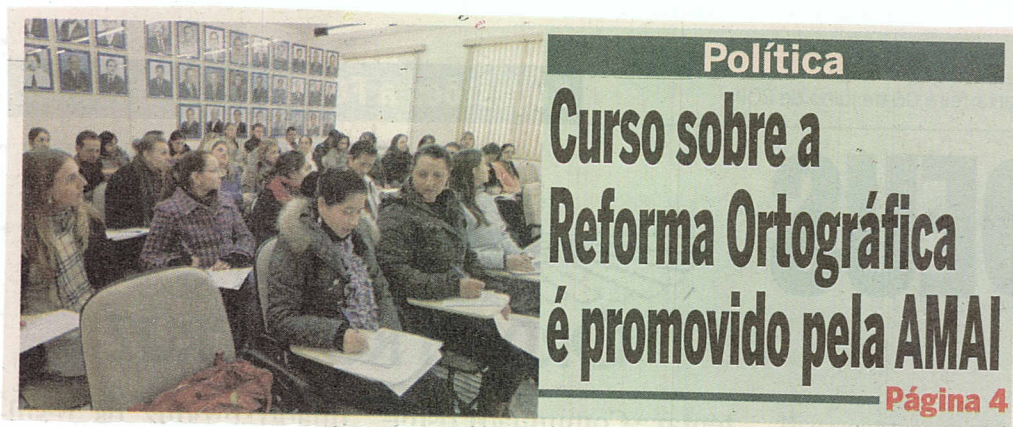 Política
Curso sobre a
Reforma Ortográfica
é promovido pela AMAI
Página 4